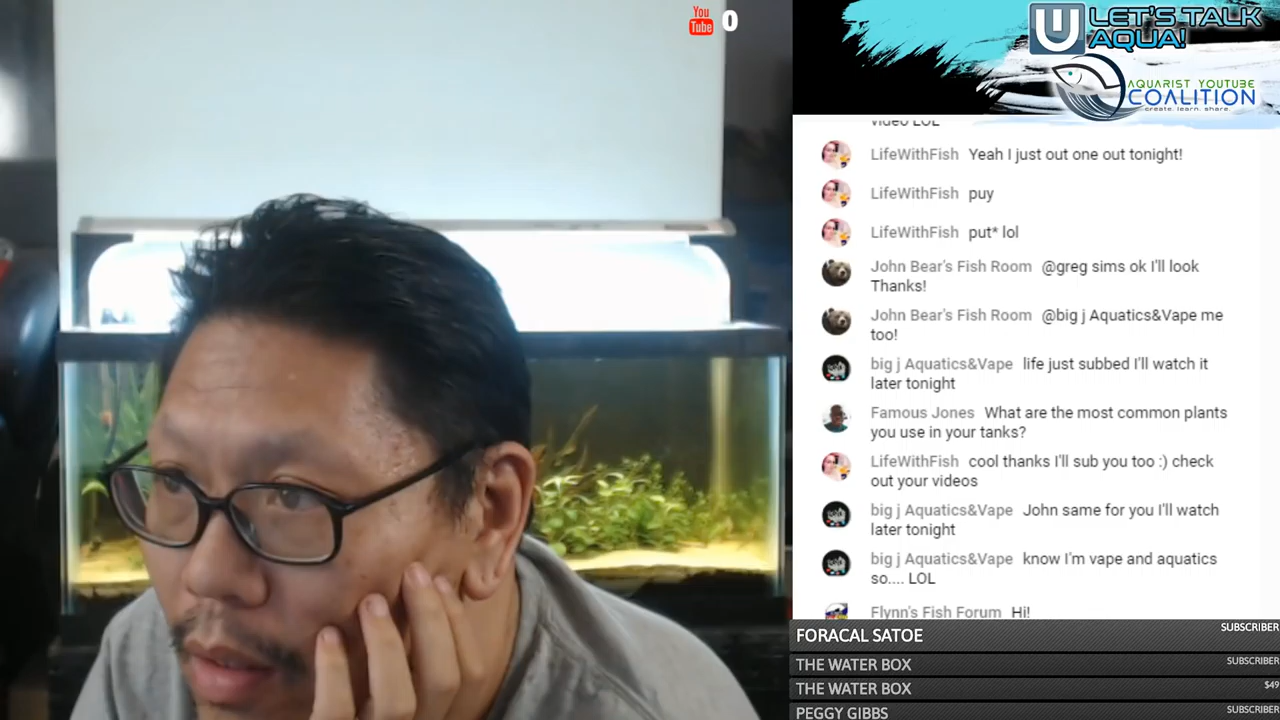 You
Tube 0
LET'S TALK
AQUA!
AQUARIST YOUTUBE
COALITION
create. learn. share.
video LOL
LifeWithFish Yeah I just out one out tonight!
LifeWithFish puy
LifeWithFish put* lol
John Bear's Fish Room @greg sims ok I'll look
Thanks!
John Bear's Fish Room @big j Aquatics&Vape me
too!
big j Aquatics&Vape life just subbed I'll watch it
later tonight
Famous Jones What are the most common plants
you use in your tanks?
LifeWithFish cool thanks I'll sub you too :) check
out your videos
big j Aquatics&Vape John same for you I'll watch
later tonight
big j Aquatics&Vape know I'm vape and aquatics
so.... LOL
Flynn's Fish Forum Hi!
FORACAL SATOE SUBSCRIBER
THE WATER BOX SUBSCRIBER
THE WATER BOX $49
PEGGY GIBBS SUBSCRIBER